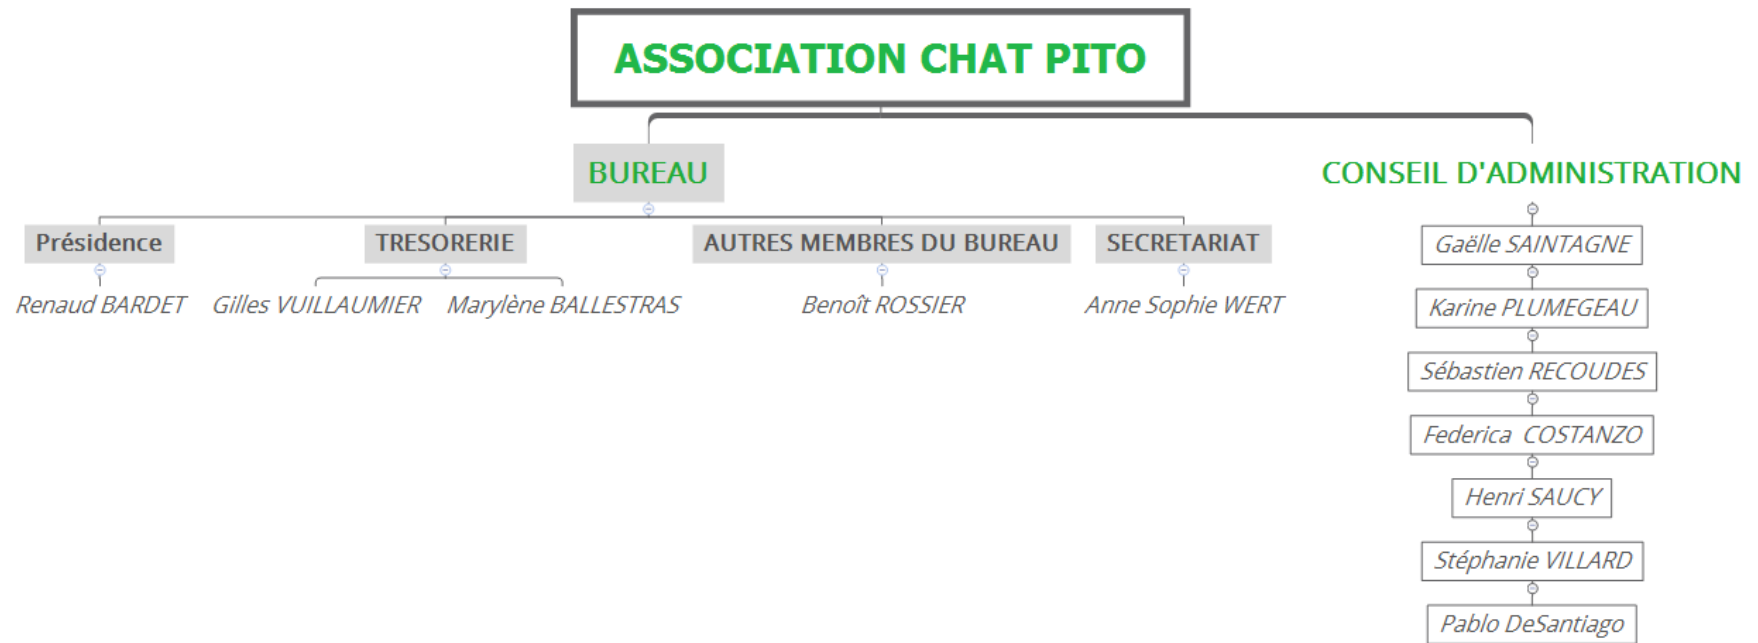 ASSOCIATION CHAT PITO
BUREAU
CONSEIL D'ADMINISTRATION
Présidence
TRESORERIE
AUTRES MEMBRES DU BUREAU
SECRETARIAT
Renaud BARDET
Gilles VUILLAUMIER
Marylène BALLESTRAS
Benoît ROSSIER
Anne Sophie WERT
Gaëlle SAINTAGNE
Karine PLUMEGEAU
Sébastien RECOUDES
Federica  COSTANZO
Henri SAUCY
Stéphanie VILLARD
Pablo DeSantiago